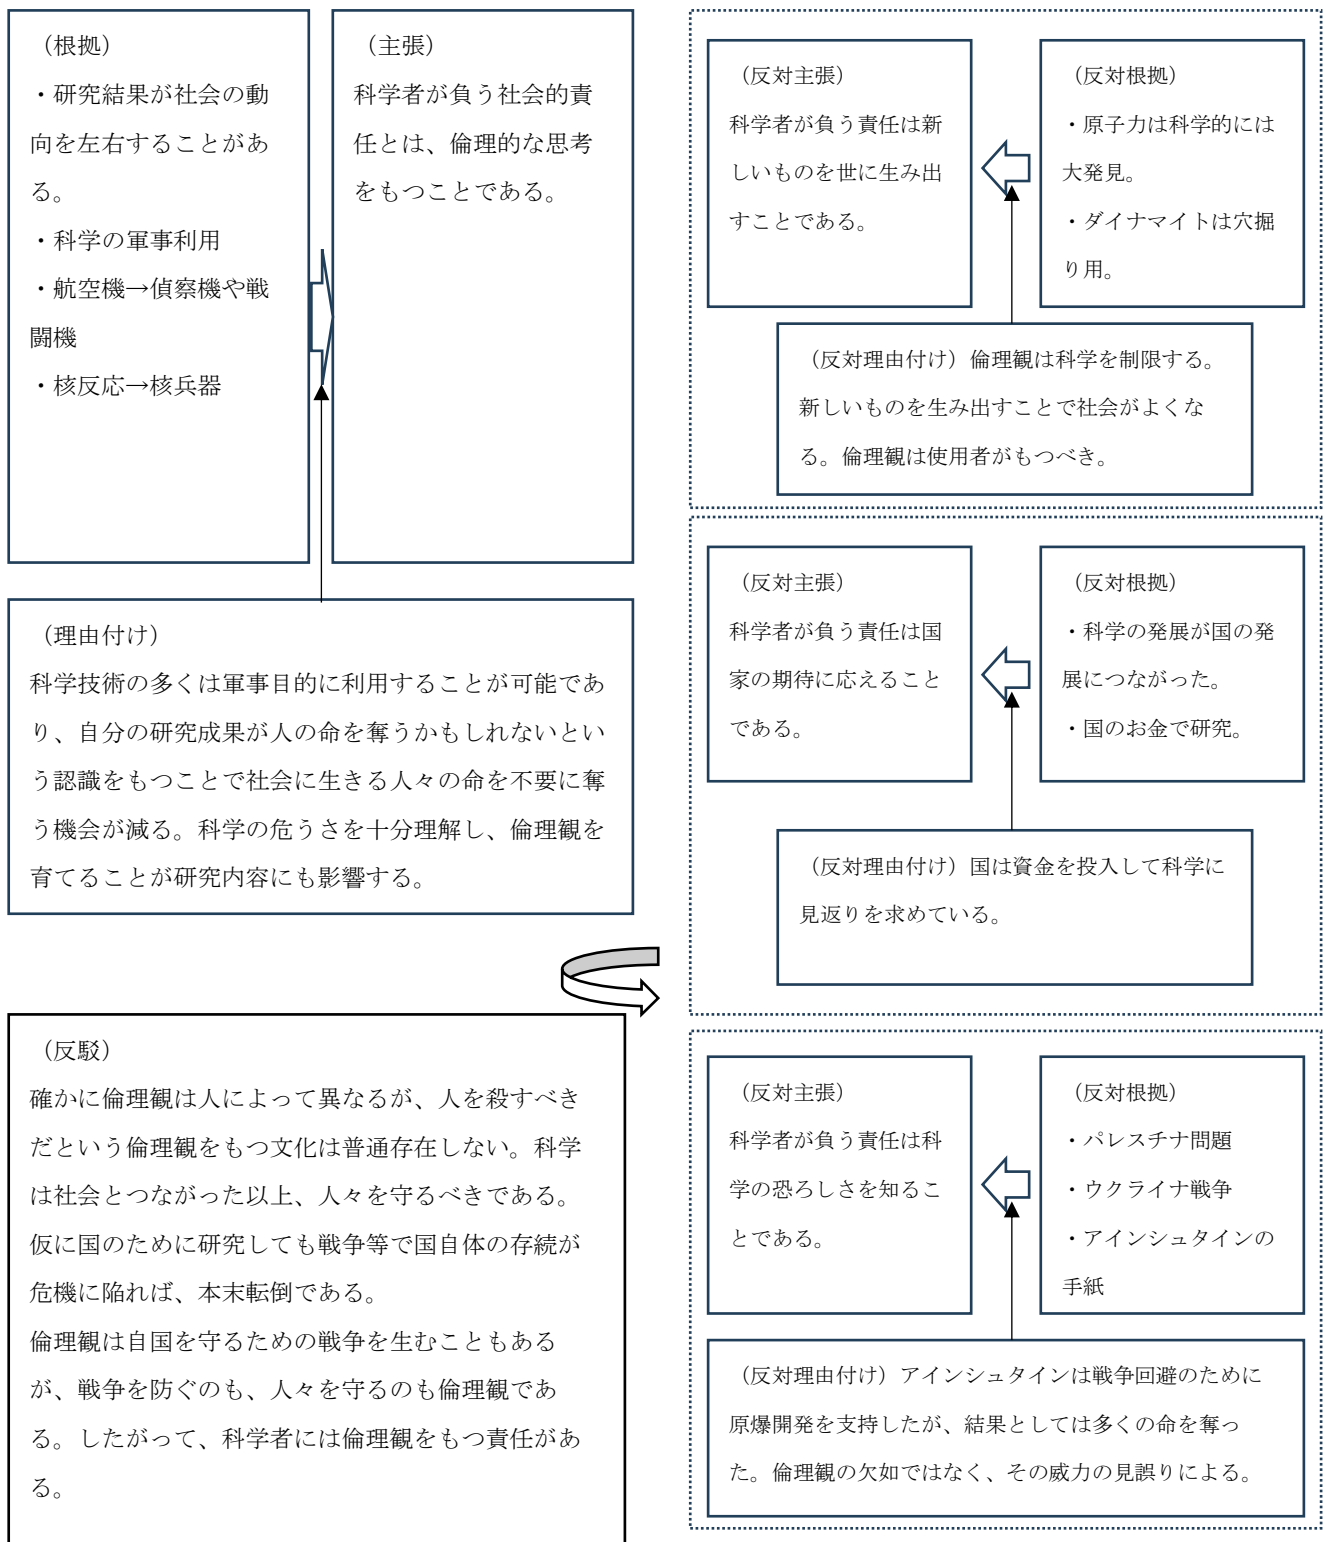 （根拠）
・研究結果が社会の動
向を左右することがあ
る。
・科学の軍事利用
・航空機→偵察機や戦
闘機
・核反応→核兵器
（主張）
科学者が負う社会的責
任とは、倫理的な思考
をもつことである。
（理由付け）
科学技術の多くは軍事目的に利用することが可能であ
り、自分の研究成果が人の命を奪うかもしれないとい
う認識をもつことで社会に生きる人々の命を不要に奪
う機会が減る。科学の危うさを十分理解し、倫理観を
育てることが研究内容にも影響する。
（反駁）
確かに倫理観は人によって異なるが、人を殺すべき
だという倫理観をもつ文化は普通存在しない。科学
は社会とつながった以上、人々を守るべきである。
仮に国のために研究しても戦争等で国自体の存続が
危機に陥れば、本末転倒である。
倫理観は自国を守るための戦争を生むこともある
が、戦争を防ぐのも、人々を守るのも倫理観であ
る。したがって、科学者には倫理観をもつ責任があ
る。
（反対主張）
科学者が負う責任は新
しいものを世に生み出
すことである。
（反対根拠）
・原子力は科学的には
大発見。
・ダイナマイトは穴掘
り用。
（反対理由付け）倫理観は科学を制限する。
新しいものを生み出すことで社会がよくな
る。倫理観は使用者がもつべき。
（反対主張）
科学者が負う責任は国
家の期待に応えること
である。
（反対根拠）
・科学の発展が国の発
展につながった。
・国のお金で研究。
（反対理由付け）国は資金を投入して科学に
見返りを求めている。
（反対主張）
科学者が負う責任は科
学の恐ろしさを知るこ
とである。
（反対根拠）
・パレスチナ問題
・ウクライナ戦争
・アインシュタインの
手紙
（反対理由付け）アインシュタインは戦争回避のために
原爆開発を支持したが、結果としては多くの命を奪っ
た。倫理観の欠如ではなく、その威力の見誤りによる。